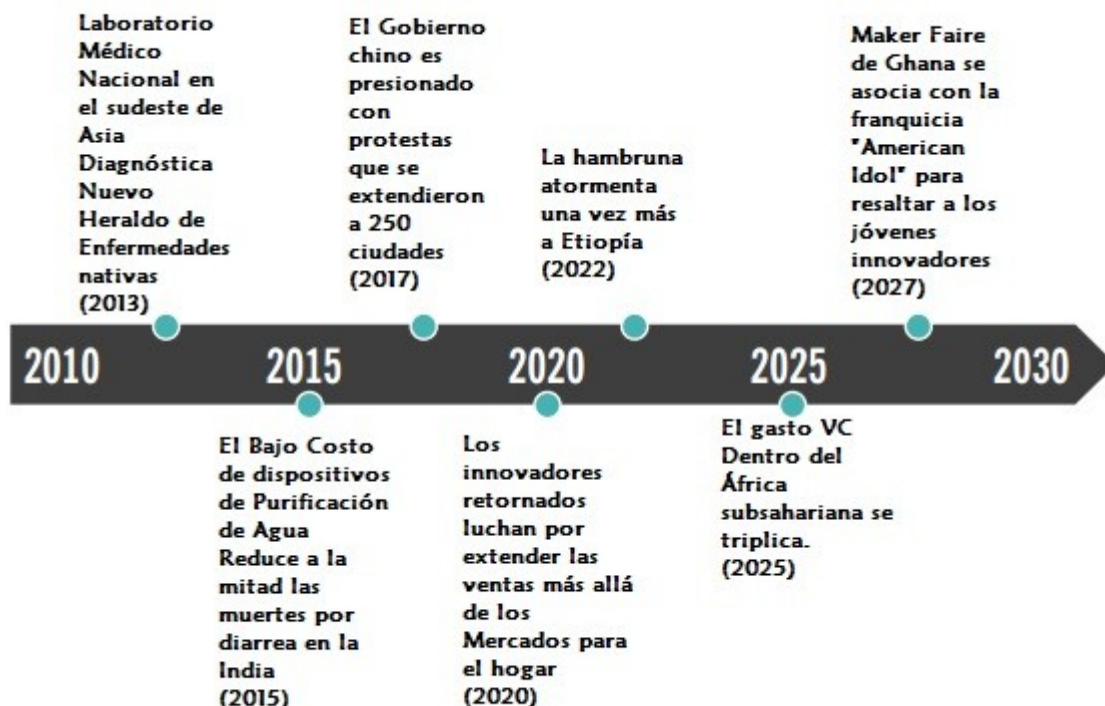 Laboratorio
Médico
Nacional en
el sudeste de
Asia
Diagnóstica
Nuevo
Heraldo de
Enfermedades
nativas
(2013)
El Gobierno
chino es
presionado
con
protestas
que se
extendieron
a 250
ciudades
(2017)
La hambruna
atormenta
una vez más
a Etiopía
(2022)
Maker Faire
de Ghana se
asocia con la
franquicia
"American
Idol" para
resaltar a los
jóvenes
innovadores
(2027)
2010 2015 2020 2025 2030
El Bajo Costo
de dispositivos
de Purificación
de Agua
Reduce a la
mitad las
muertes por
diarrea en la
India
(2015)
Los
innovadores
retornados
luchan por
extender las
ventas más allá
de los
Mercados para
el hogar
(2020)
El gasto VC
Dentro del
África
subsahariana se
triplica.
(2025)